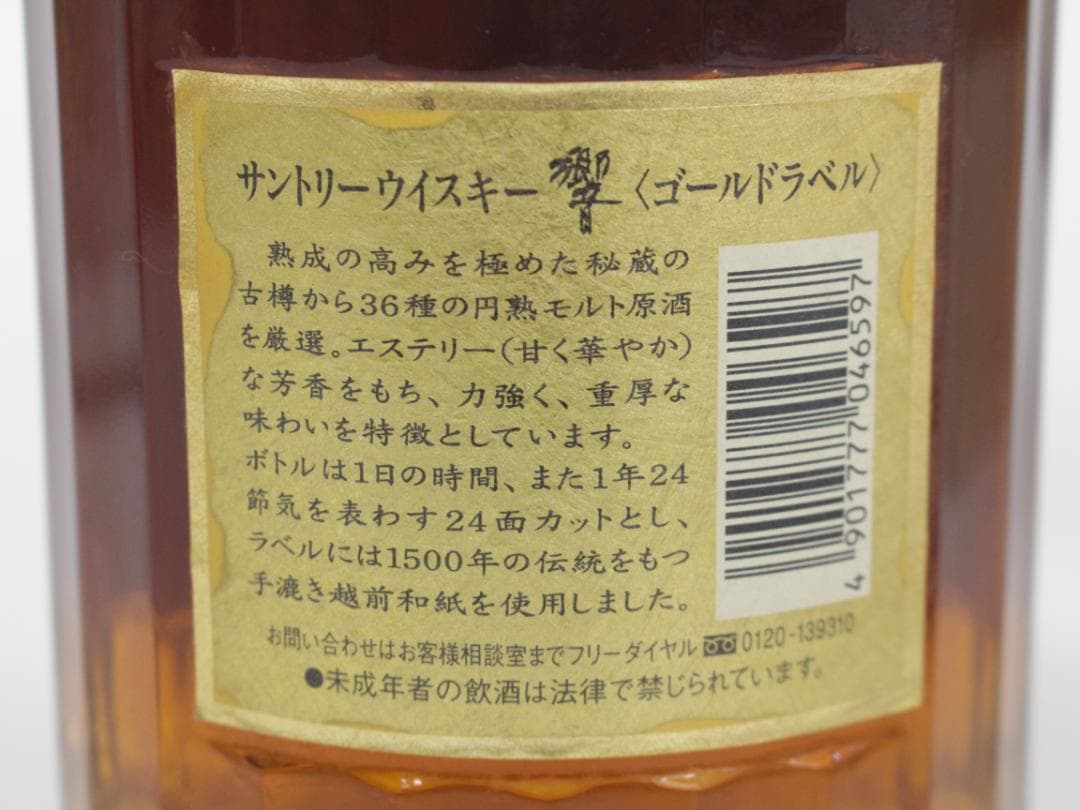 サントリーウイスキー 響 〈ゴールドラベル〉
熟成の高みを極めた秘蔵の
古樽から36種の円熟モルト原酒
を厳選。エステリー(甘く華やか)
な芳香をもち、力強く、重厚な
味わいを特徴としています。
ボトルは1日の時間、また1年24
節気を表わす24面カットとし、
ラベルには1500年の伝統をもつ
手漉き越前和紙を使用しました。
お問い合わせはお客様相談室までフリーダイヤル 0120-139310
●未成年者の飲酒は法律で禁じられています。
4 901777 046597